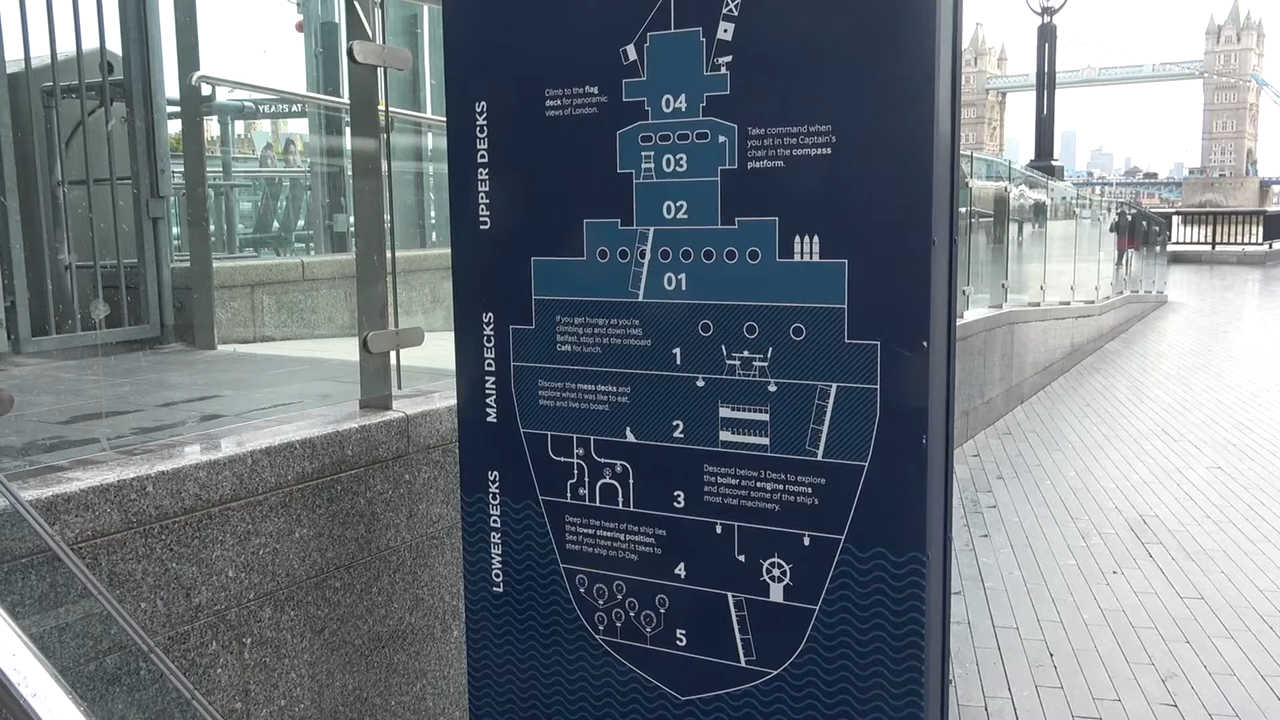 YEARS AT S
UPPER DECKS
Climb to the flag
deck for panoramic
views of London.
04
Take command when
you sit in the Captain's
chair in the compass
platform.
03
02
01
MAIN DECKS
If you get hungry as you're
climbing up and down HMS
Belfast, stop in at the onboard
Café for lunch.
1
Discover the mess decks and
explore what it was like to eat,
sleep and live on board.
2
LOWER DECKS
Descend below 3 Deck to explore
the boiler and engine rooms
and discover some of the ship's
most vital machinery.
3
Deep in the heart of the ship lies
the lower steering position.
See if you have what it takes to
steer the ship on D-Day.
4
5